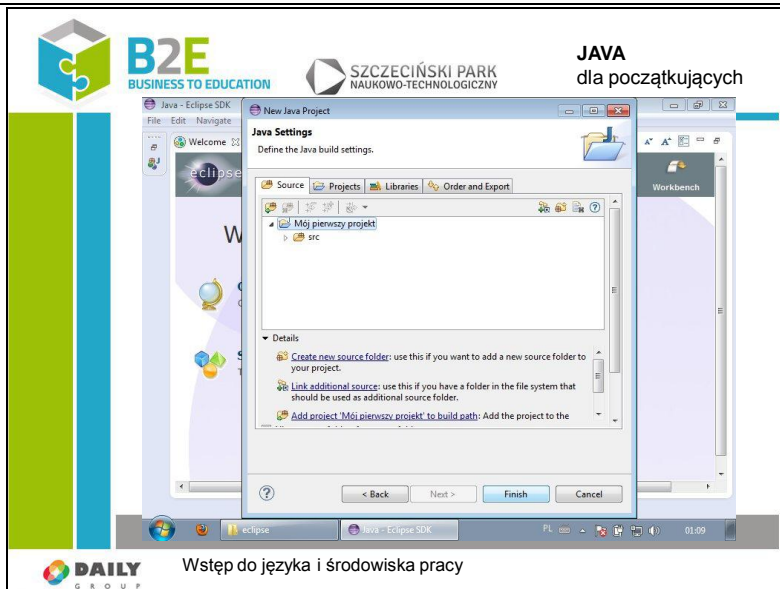 B2E
BUSINESS TO EDUCATION
SZCZECIŃSKI PARK
NAUKOWO-TECHNOLOGICZNY
JAVA
dla początkujących
Java - Eclipse SDK
File Edit Navigate
Welcome
eclipse
Workbench
W
New Java Project
Java Settings
Define the Java build settings.
Source Projects Libraries Order and Export
Mój pierwszy projekt
src
Details
Create new source folder: use this if you want to add a new source folder to
your project.
Link additional source: use this if you have a folder in the file system that
should be used as additional source folder.
Add project 'Mój pierwszy projekt' to build path: Add the project to the
< Back Next > Finish Cancel
eclipse Java - Eclipse SDK PL 01:09
DAILY
GROUP
Wstęp do języka i środowiska pracy